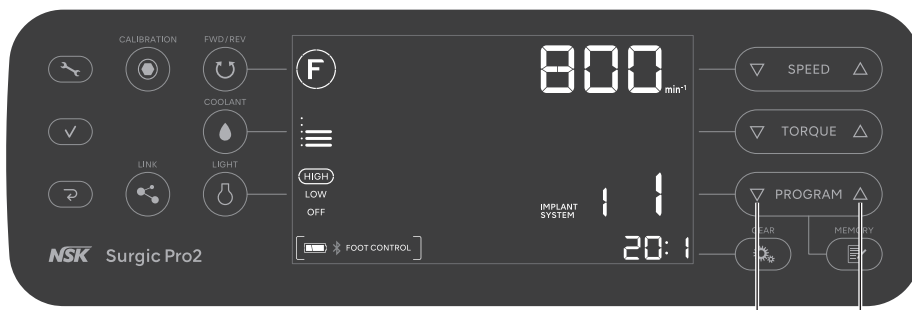 CALIBRATION
FWD/REV
COOLANT
LINK
LIGHT
NSK Surgic Pro2
F
800 min⁻¹
HIGH
LOW
OFF
IMPLANT
SYSTEM
1 1
FOOT CONTROL
20:1
SPEED
TORQUE
PROGRAM
GEAR
MEMORY